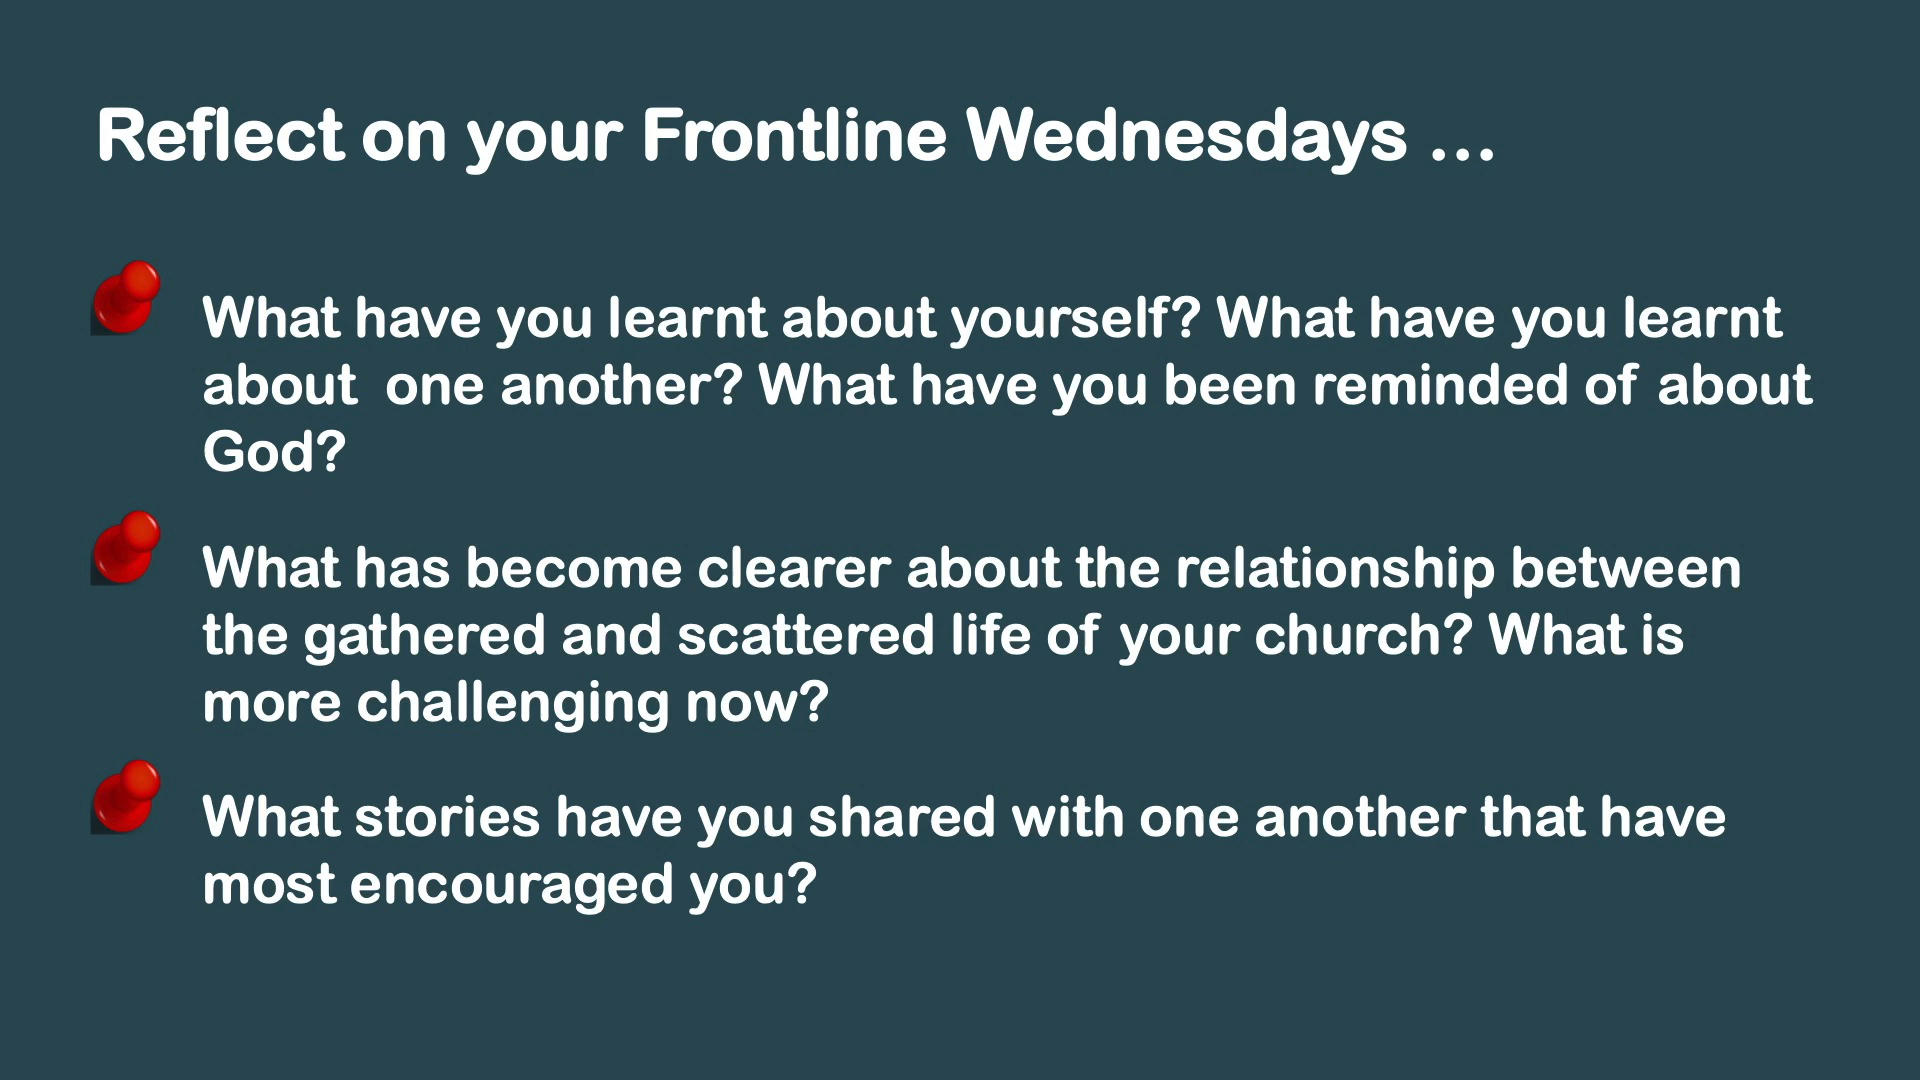 Reflect on your Frontline Wednesdays ...
What have you learnt about yourself? What have you learnt
about  one another? What have you been reminded of about
God?
What has become clearer about the relationship between
the gathered and scattered life of your church? What is
more challenging now?
What stories have you shared with one another that have
most encouraged you?